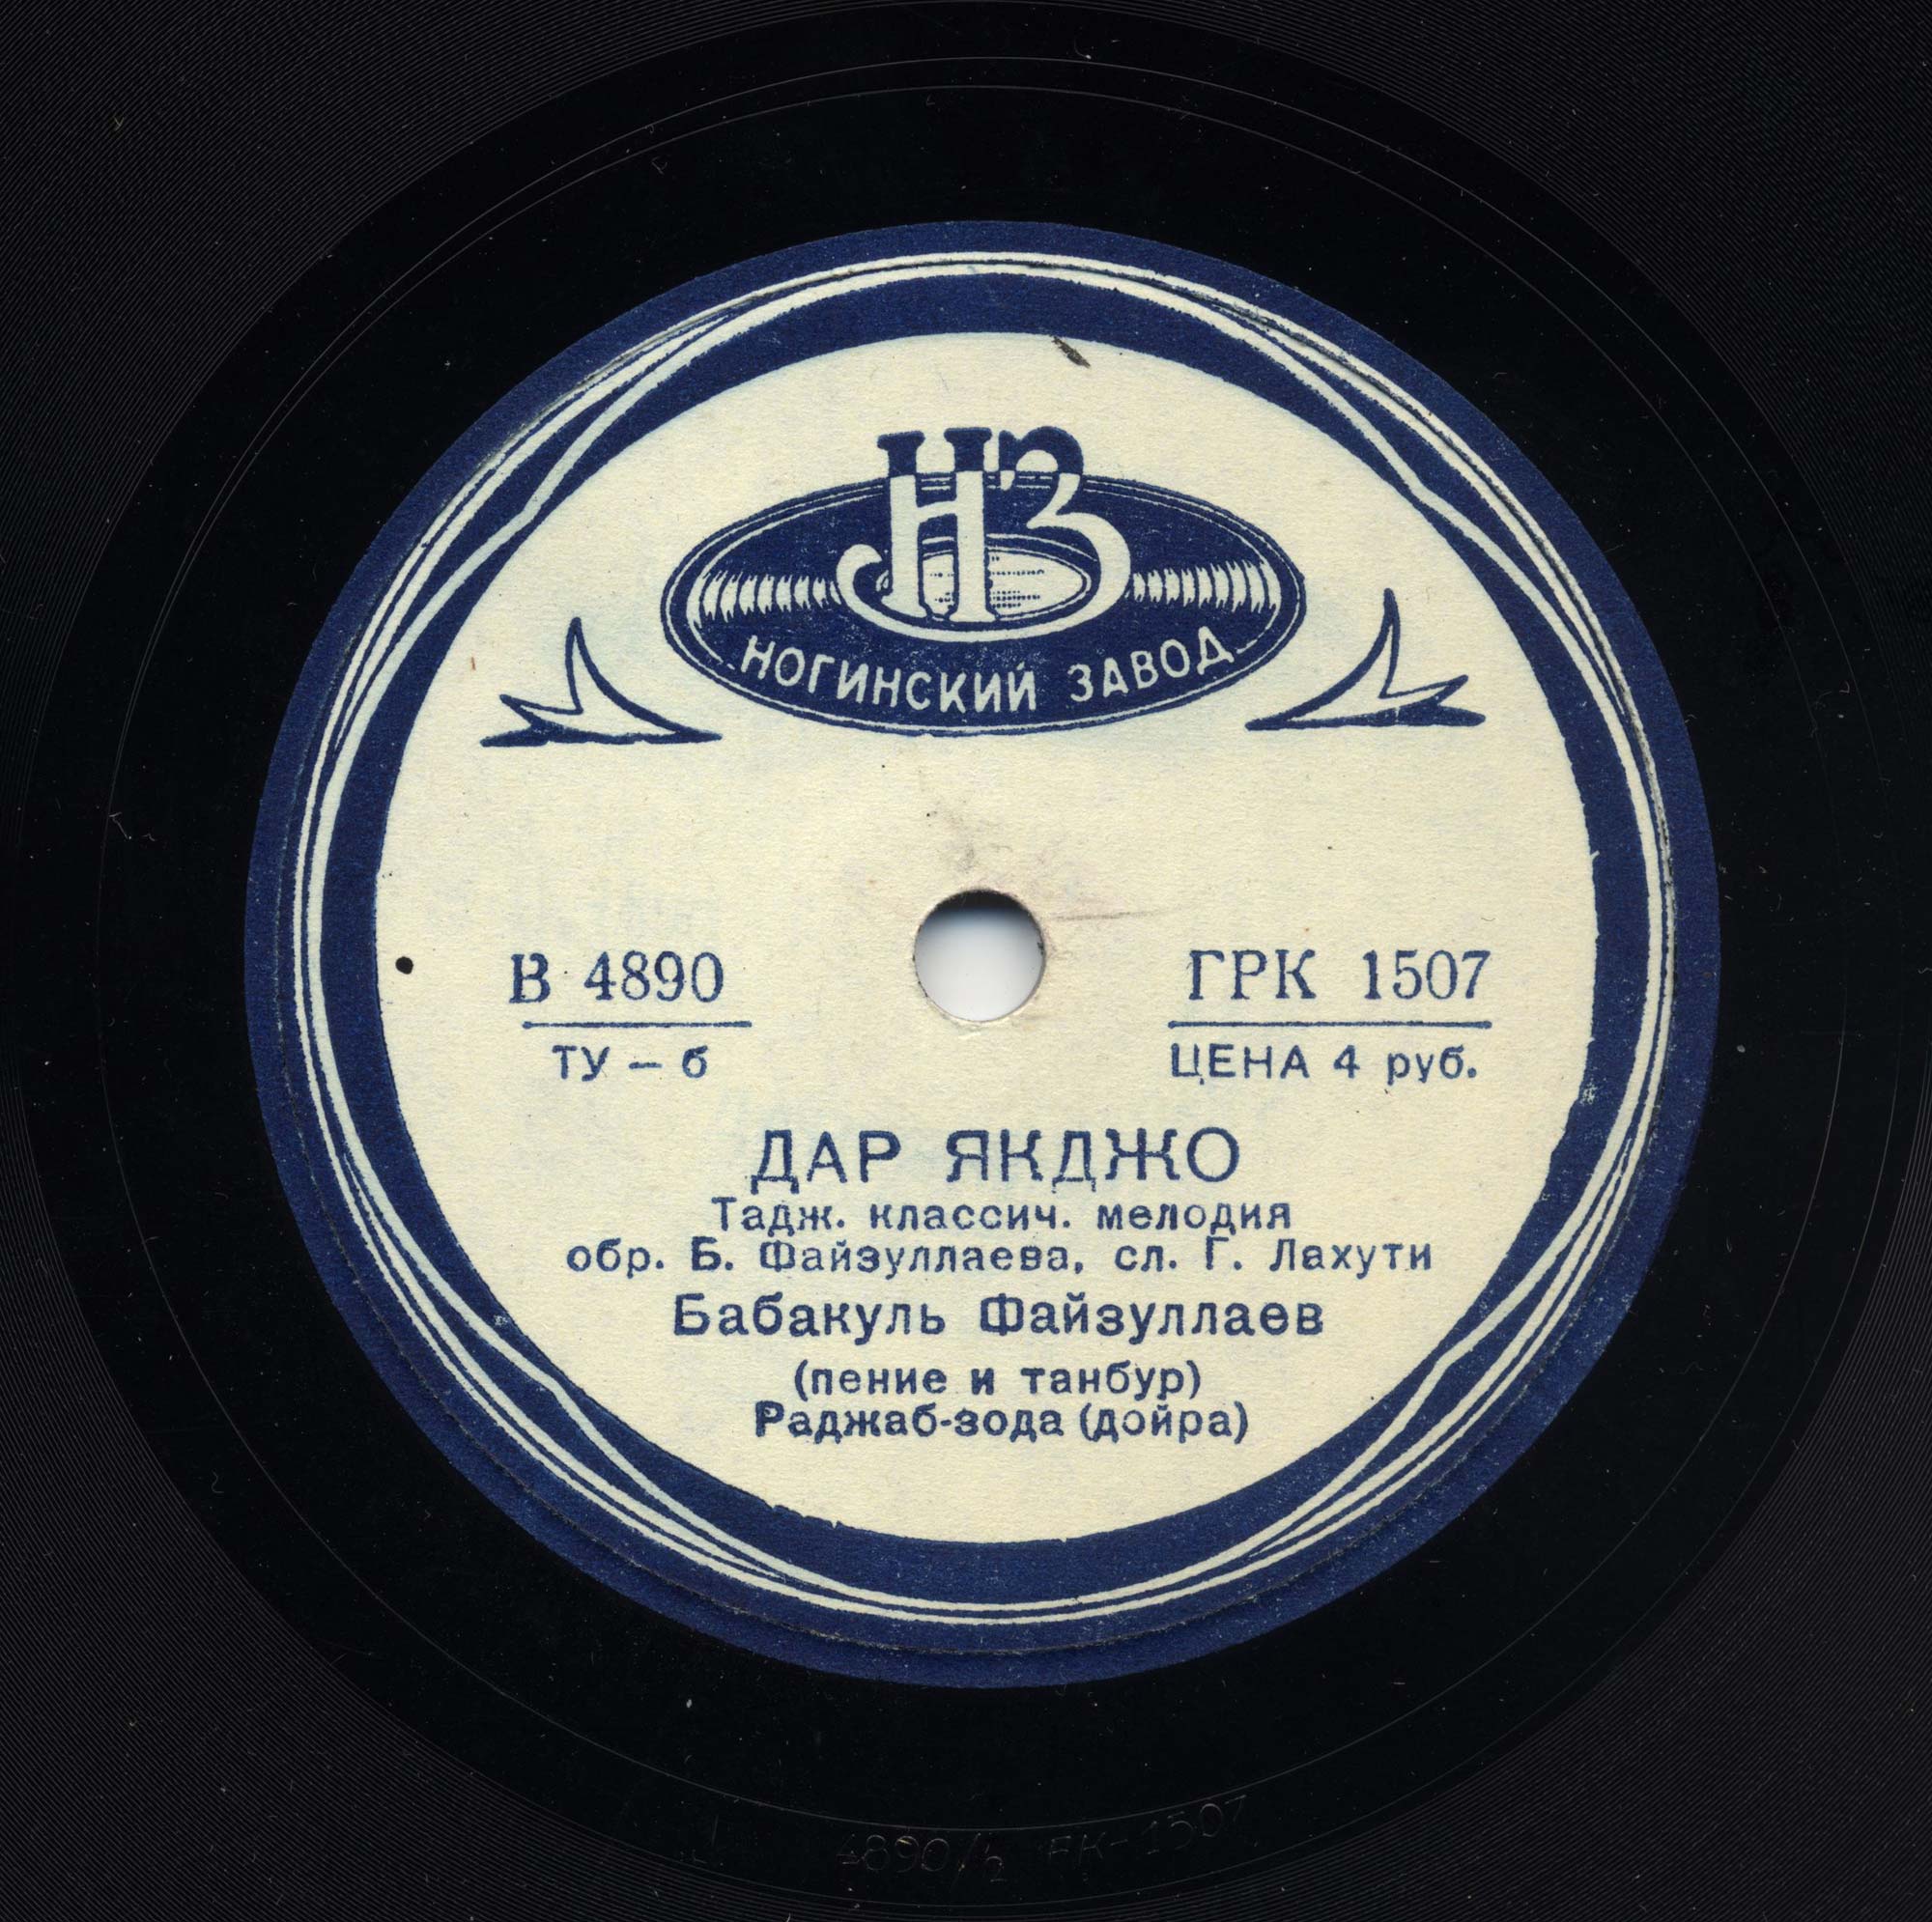 НЗ
НОГИНСКИЙ ЗАВОД
В 4890
ТУ – б
ГРК 1507
ЦЕНА 4 руб.
ДАР ЯКДЖО
Тадж. классич. мелодия
обр. Б. Файзуллаева, сл. Г. Лахути
Бабакуль Файзуллаев
(пение и танбур)
Раджаб-зода (дойра)